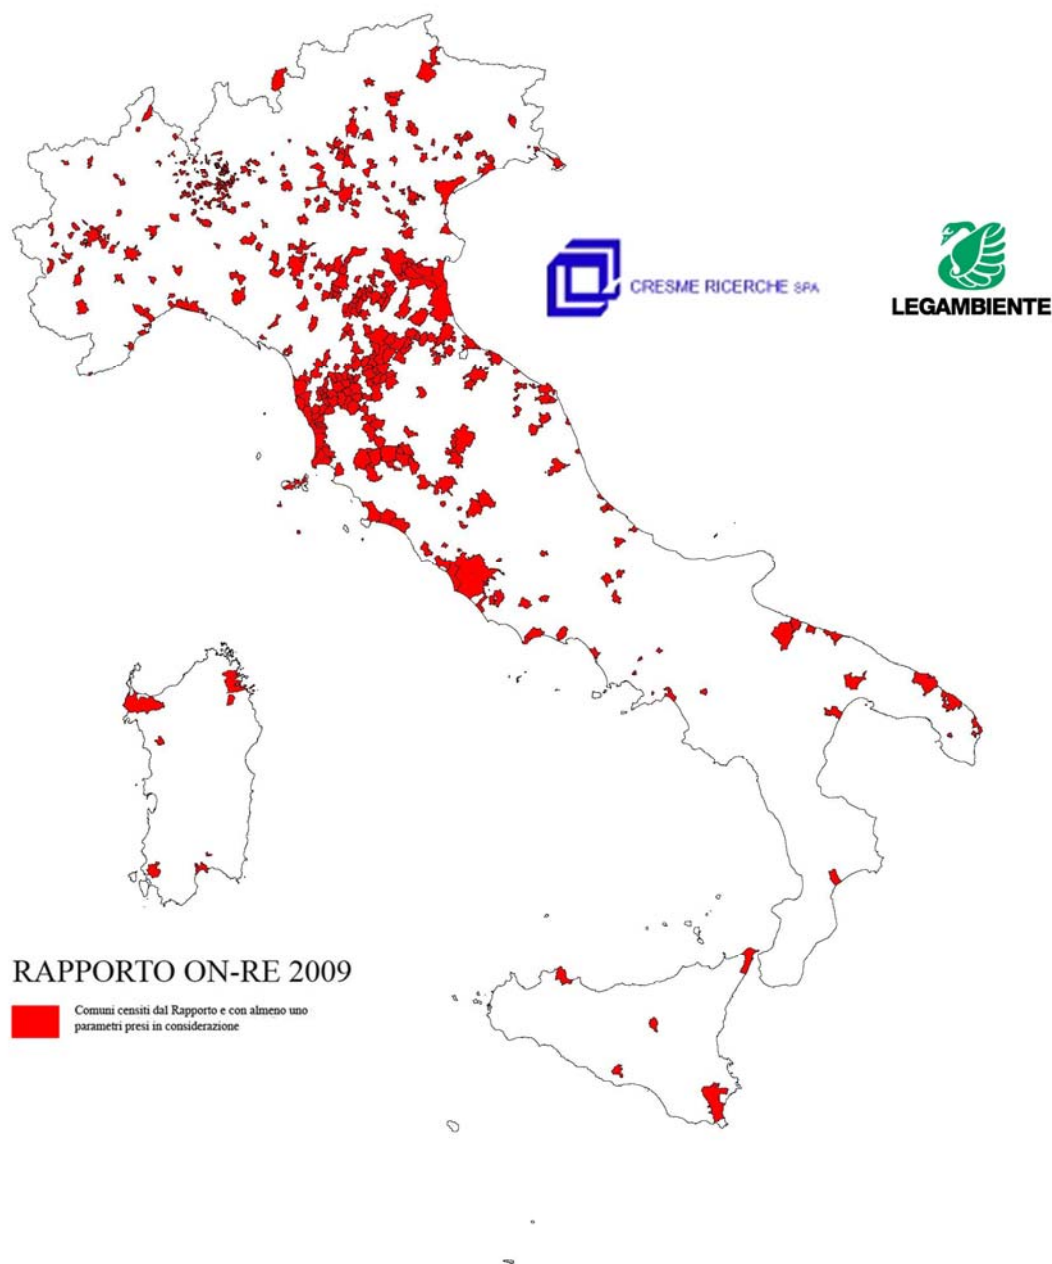 CRESME RICERCHE SPA
LEGAMBIENTE
RAPPORTO ON-RE 2009
Comuni censiti dal Rapporto e con almeno uno
parametri presi in considerazione